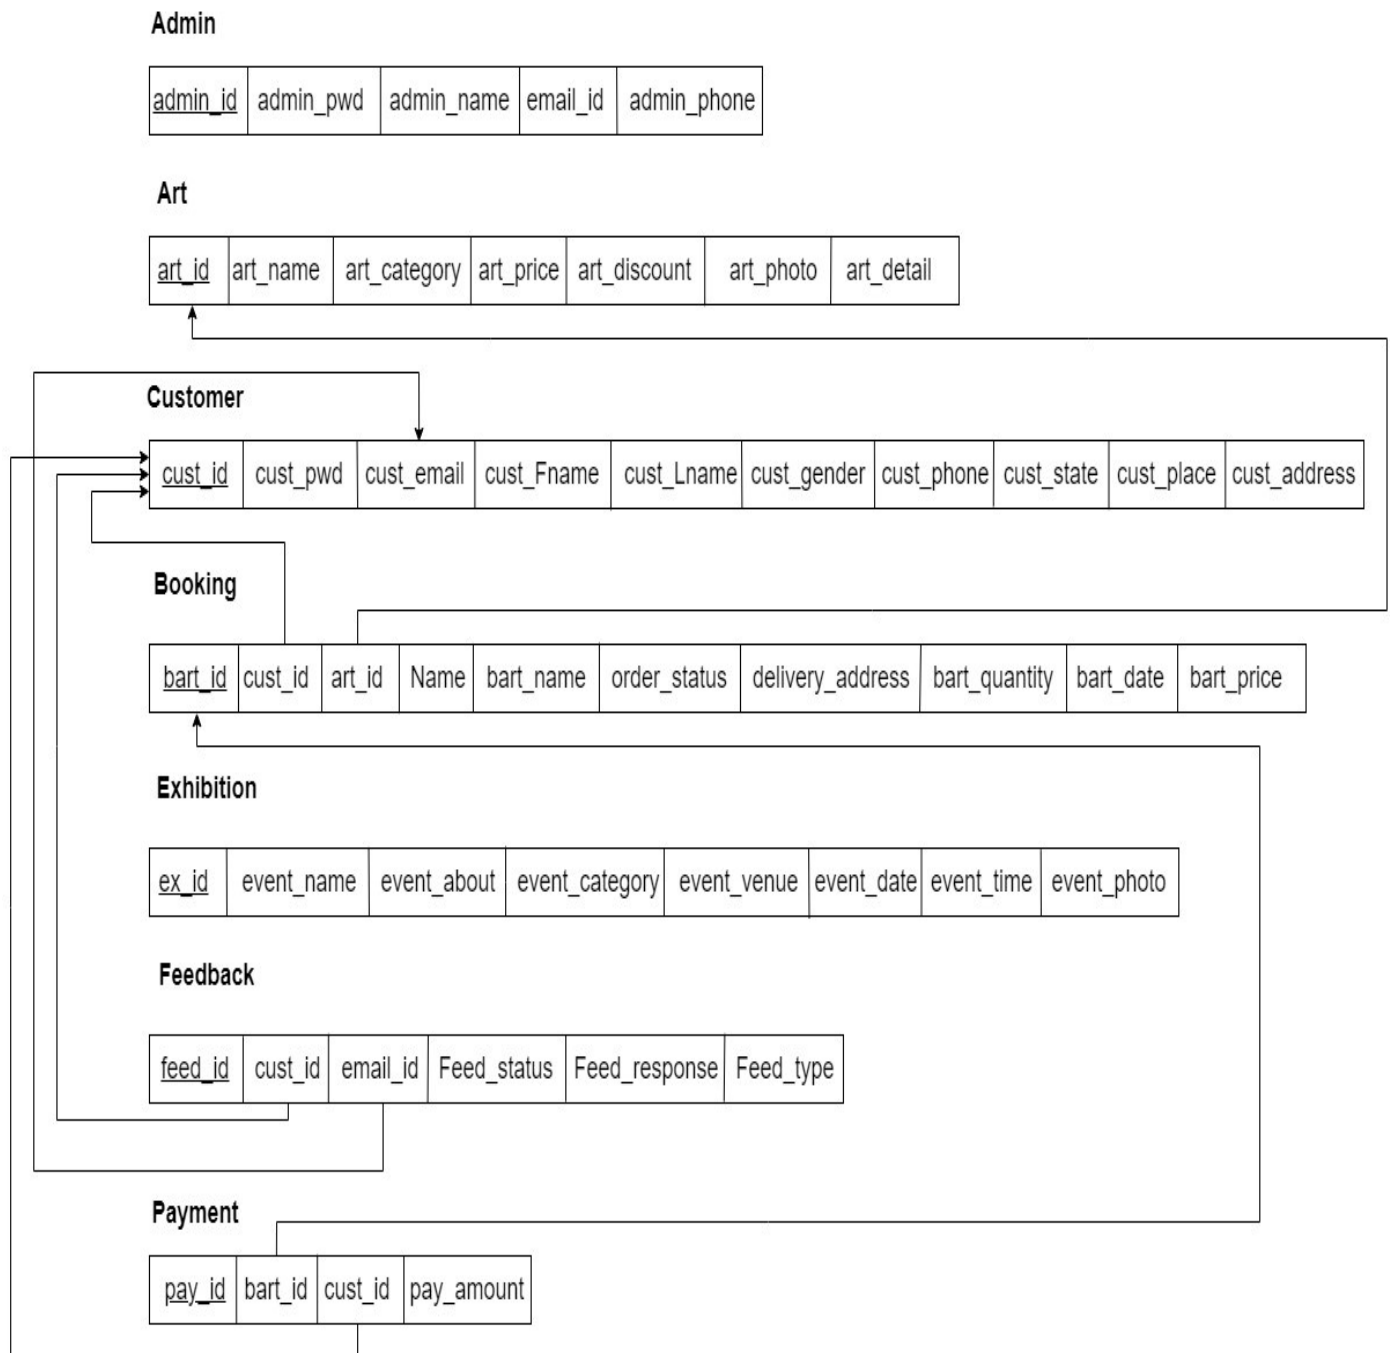 Admin
admin_id admin_pwd admin_name email_id admin_phone
Art
art_id art_name art_category art_price art_discount art_photo art_detail
Customer
cust_id cust_pwd cust_email cust_Fname cust_Lname cust_gender cust_phone cust_state cust_place cust_address
Booking
bart_id cust_id art_id Name bart_name order_status delivery_address bart_quantity bart_date bart_price
Exhibition
ex_id event_name event_about event_category event_venue event_date event_time event_photo
Feedback
feed_id cust_id email_id Feed_status Feed_response Feed_type
Payment
pay_id bart_id cust_id pay_amount